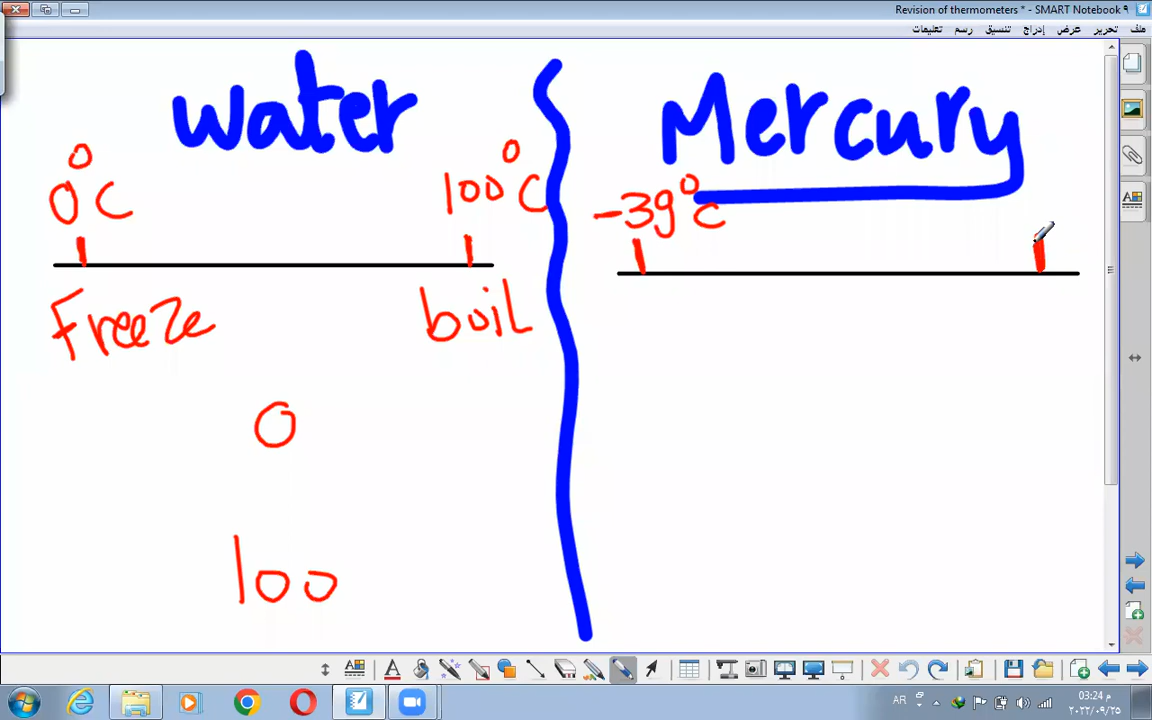 Revision of thermometers * - SMART Notebook ٩
ملف تحرير عرض إدراج تنسيق رسم تعليقات
water
0°C
100°C
Freeze
boil
0
100
Mercury
-39°C
AR
03:24 م
٢٠٢٢/٠٩/٢٥